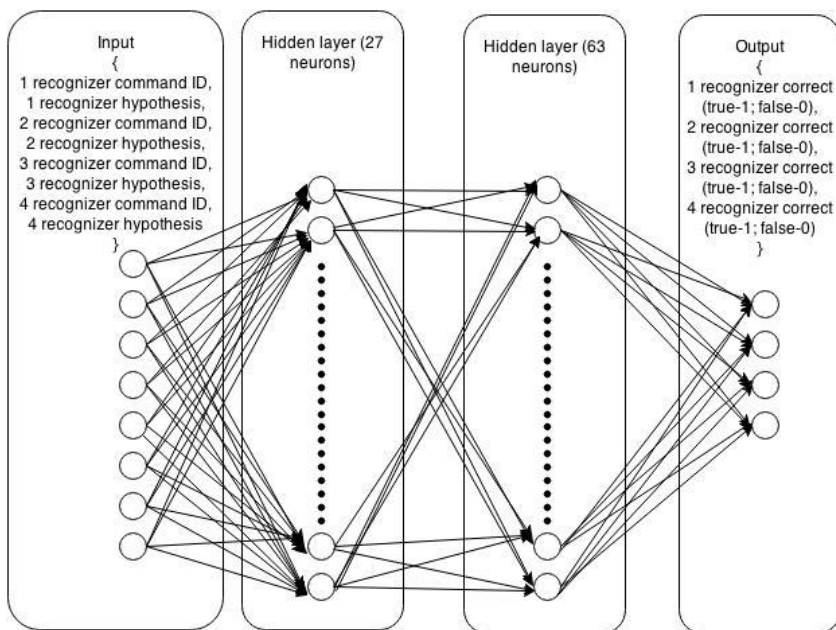 Input
{
1 recognizer command ID,
1 recognizer hypothesis,
2 recognizer command ID,
2 recognizer hypothesis,
3 recognizer command ID,
3 recognizer hypothesis,
4 recognizer command ID,
4 recognizer hypothesis
}
Hidden layer (27
neurons)
Hidden layer (63
neurons)
Output
{
1 recognizer correct
(true-1; false-0),
2 recognizer correct
(true-1; false-0),
3 recognizer correct
(true-1; false-0),
4 recognizer correct
(true-1; false-0)
}